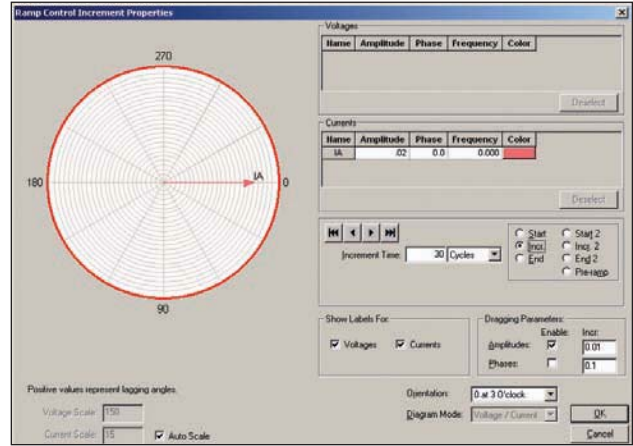 Ramp Control Increment Properties
270
180
IA
0
90
Voltages
Name Amplitude Phase Frequency Color
Deselect
Currents
Name Amplitude Phase Frequency Color
IA .02 0.0 0.000
Deselect
Increment Time: 30 Cycles
Start Start 2
Incr. Incr. 2
End End 2
Pre-ramp
Show Labels For:
Voltages Currents
Dragging Parameters:
Enable: Incr:
Amplitudes: 0.01
Phases: 0.1
Positive values represent lagging angles.
Voltage Scale: 150
Current Scale: 15 Auto Scale
Orientation: 0 at 3 O'clock
Diagram Mode: Voltage / Current
OK
Cancel